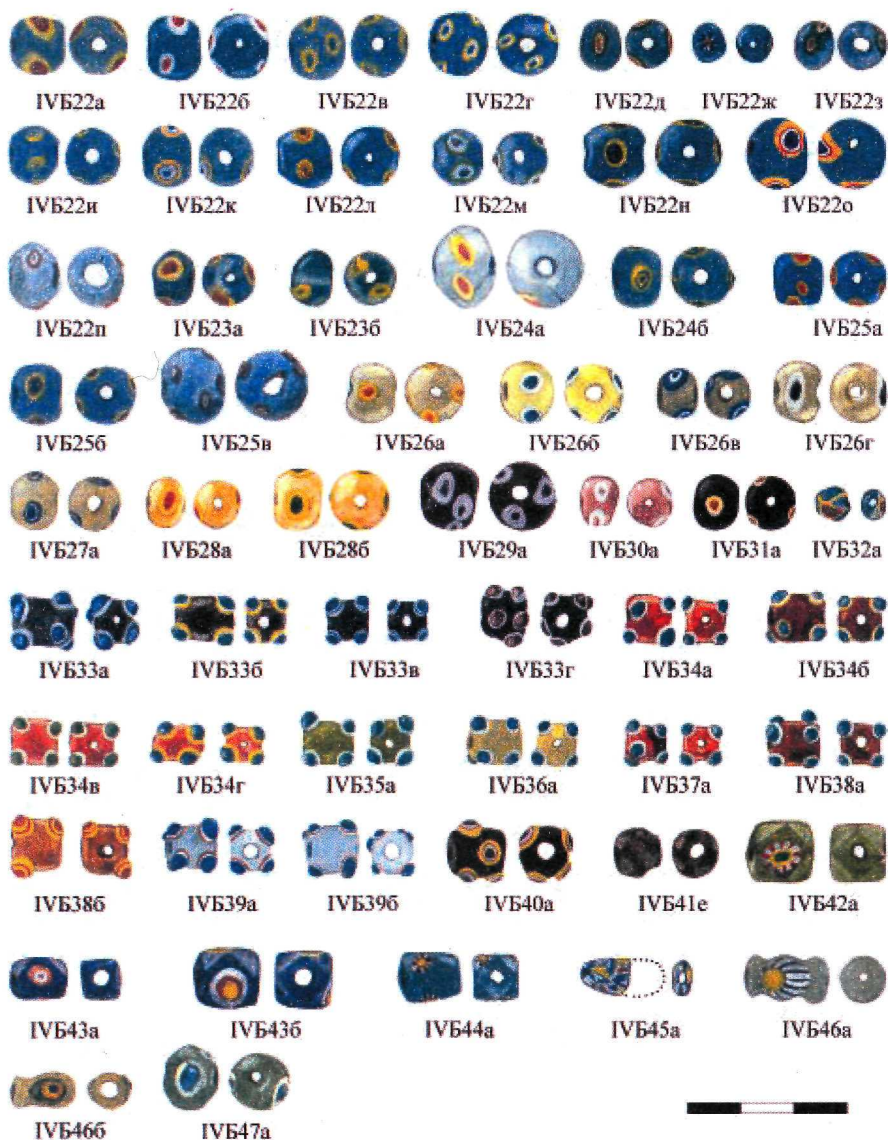 IVБ22а IVБ22б IVБ22в IVБ22г IVБ22д IVБ22ж IVБ22з
IVБ22и IVБ22к IVБ22л IVБ22м IVБ22н IVБ22о
IVБ22п IVБ23а IVБ23б IVБ24а IVБ24б IVБ25а
IVБ25б IVБ25в IVБ26а IVБ26б IVБ26в IVБ26г
IVБ27а IVБ28а IVБ28б IVБ29а IVБ30а IVБ31а IVБ32а
IVБ33а IVБ33б IVБ33в IVБ33г IVБ34а IVБ34б
IVБ34в IVБ34г IVБ35а IVБ36а IVБ37а IVБ38а
IVБ38б IVБ39а IVБ39б IVБ40а IVБ41е IVБ42а
IVБ43а IVБ43б IVБ44а IVБ45а IVБ46а
IVБ46б IVБ47а